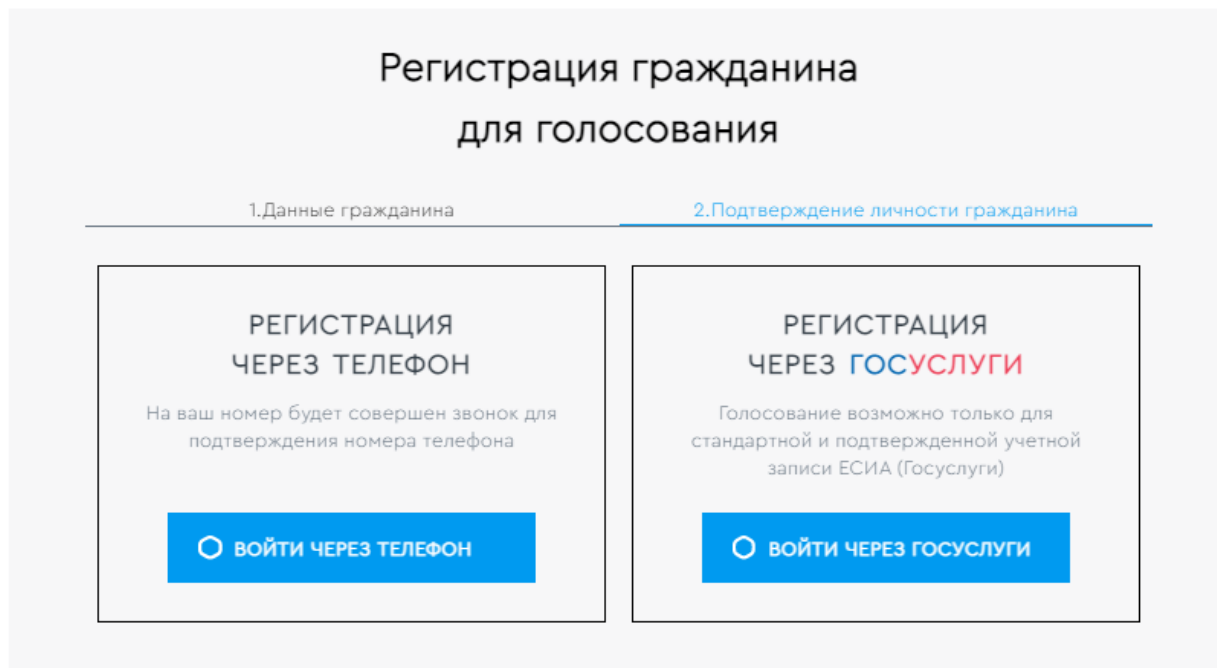 Регистрация гражданина
для голосования
1.Данные гражданина
2.Подтверждение личности гражданина
РЕГИСТРАЦИЯ
ЧЕРЕЗ ТЕЛЕФОН
На ваш номер будет совершен звонок для
подтверждения номера телефона
ВОЙТИ ЧЕРЕЗ ТЕЛЕФОН
РЕГИСТРАЦИЯ
ЧЕРЕЗ ГОСУСЛУГИ
Голосование возможно только для
стандартной и подтвержденной учетной
записи ЕСИА (Госуслуги)
ВОЙТИ ЧЕРЕЗ ГОСУСЛУГИ